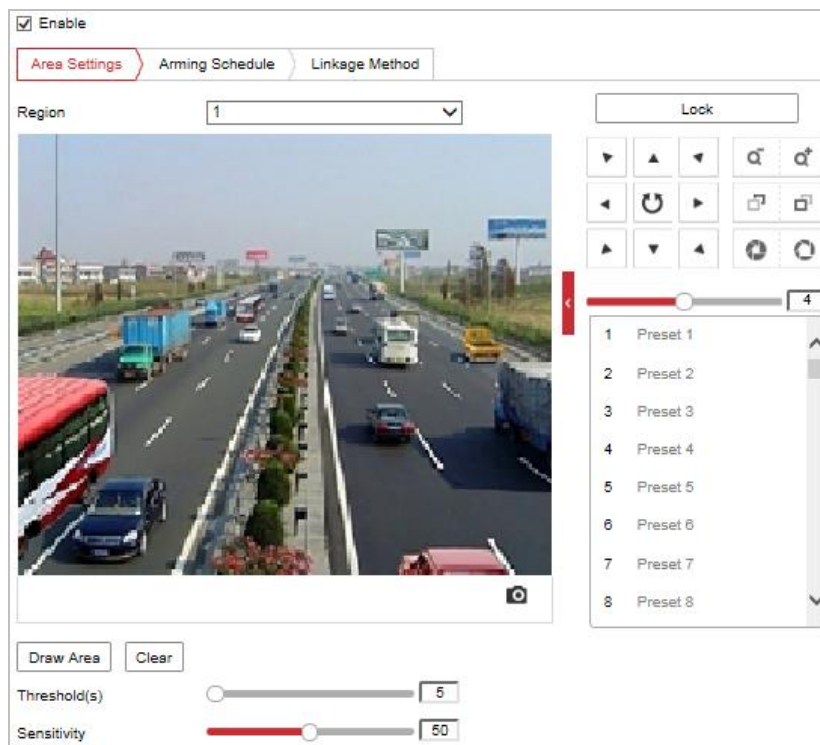 Enable
Area Settings Arming Schedule Linkage Method
Region 1 Lock
4
1 Preset 1
2 Preset 2
3 Preset 3
4 Preset 4
5 Preset 5
6 Preset 6
7 Preset 7
8 Preset 8
Draw Area Clear
Threshold(s) 5
Sensitivity 50